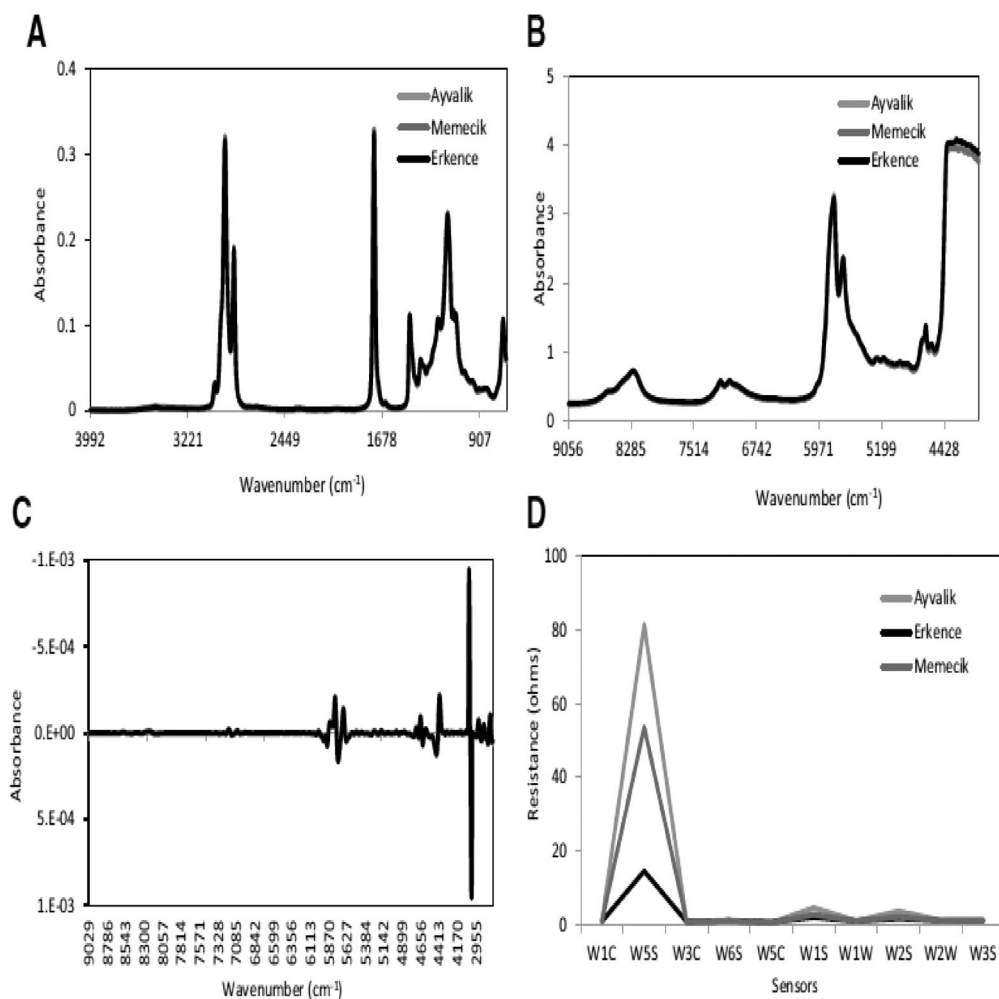 A
0.4
0.3
0.2
0.1
0
Absorbance
Ayvalik
Memecik
Erkence
3992 3221 2449 1678 907
Wavenumber (cm-1)
B
5
4
3
2
1
0
Absorbance
Ayvalik
Memecik
Erkence
9056 8285 7514 6742 5971 5199 4428
Wavenumber (cm-1)
C
-1.E-03
-5.E-04
0.E+00
5.E-04
1.E-03
Absorbance
9029 8786 8543 8300 8057 7814 7571 7328 7085 6842 6599 6356 6113 5870 5627 5384 5141 4899 4656 4413 4170 2955
Wavenumber (cm-1)
D
100
80
60
40
20
0
Resistance (ohms)
Ayvalik
Erkence
Memecik
W1C W5S W3C W6S W5C W1S W1W W2S W2W W3S
Sensors